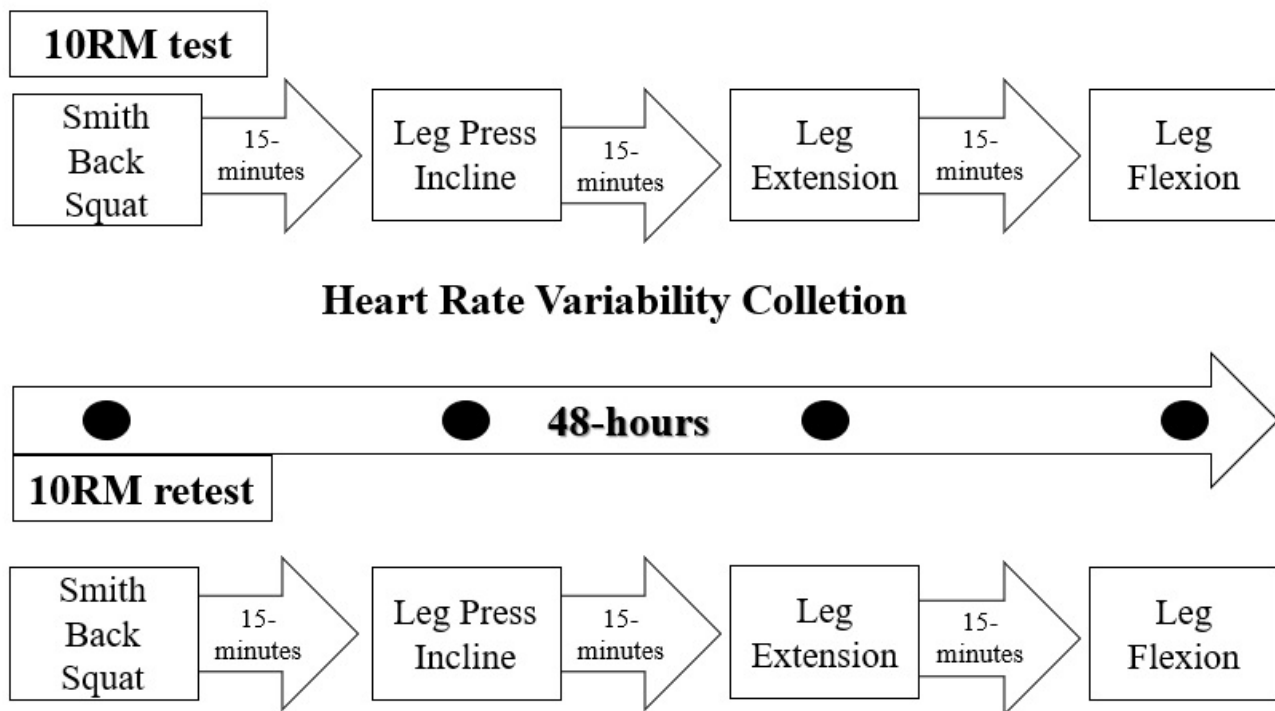 10RM test
Smith
Back
Squat
15-
minutes
Leg Press
Incline
15-
minutes
Leg
Extension
15-
minutes
Leg
Flexion
Heart Rate Variability Colletion
48-hours
10RM retest
Smith
Back
Squat
15-
minutes
Leg Press
Incline
15-
minutes
Leg
Extension
15-
minutes
Leg
Flexion